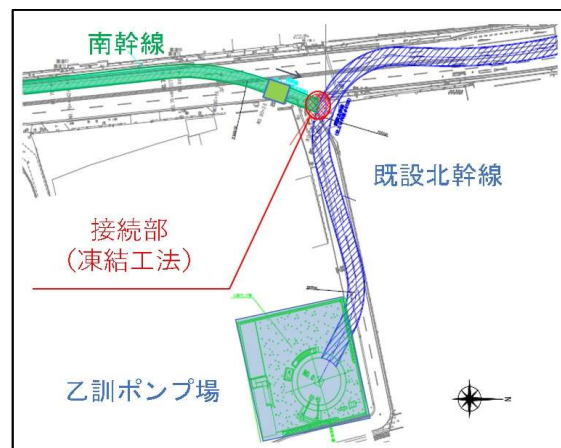 南幹線
既設北幹線
接続部
（凍結工法）
乙訓ポンプ場
N